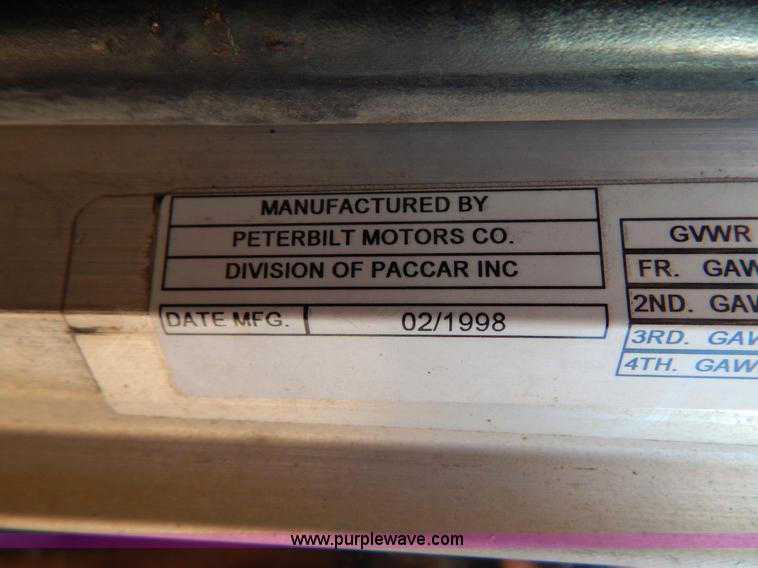 MANUFACTURED BY
PETERBILT MOTORS CO.
DIVISION OF PACCAR INC
DATE MFG. 02/1998
GVWR
FR. GAW
2ND. GAW
3RD. GAW
4TH. GAW
www.purplewave.com